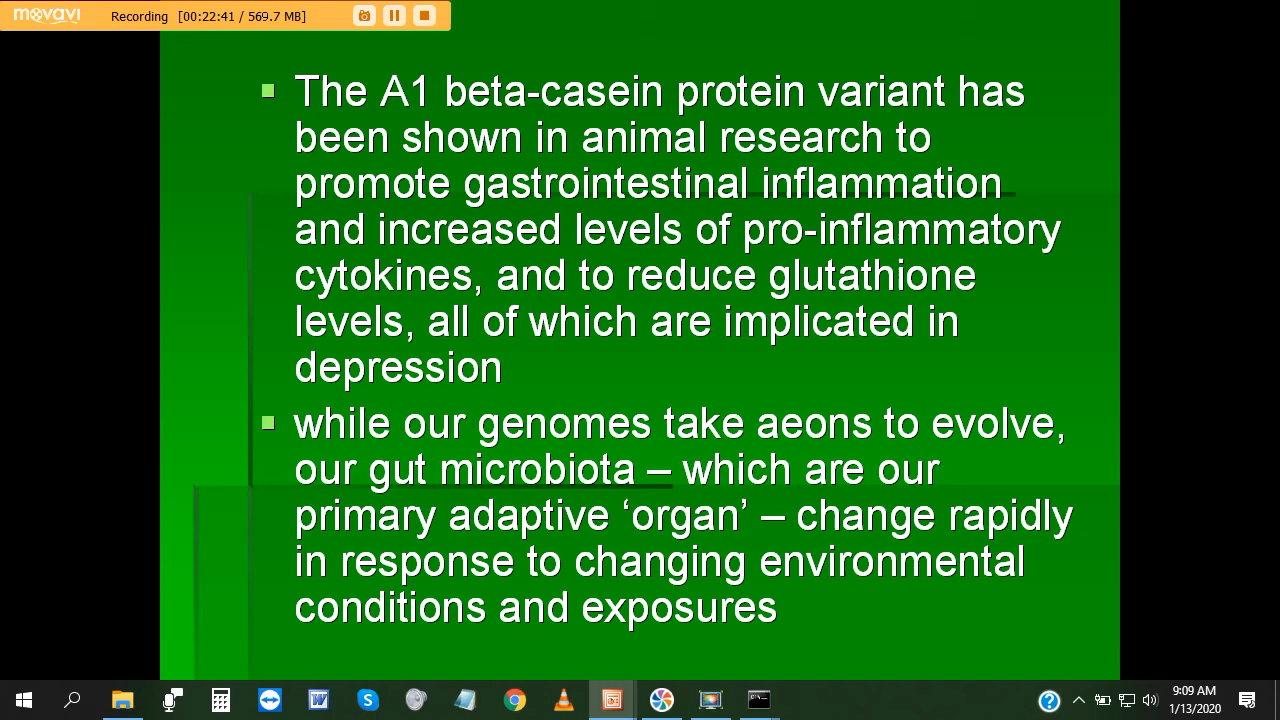 movavi
Recording [00:22:41 / 569.7 MB]
The A1 beta-casein protein variant has
been shown in animal research to
promote gastrointestinal inflammation
and increased levels of pro-inflammatory
cytokines, and to reduce glutathione
levels, all of which are implicated in
depression
while our genomes take aeons to evolve,
our gut microbiota – which are our
primary adaptive ‘organ’ – change rapidly
in response to changing environmental
conditions and exposures
9:09 AM
1/13/2020